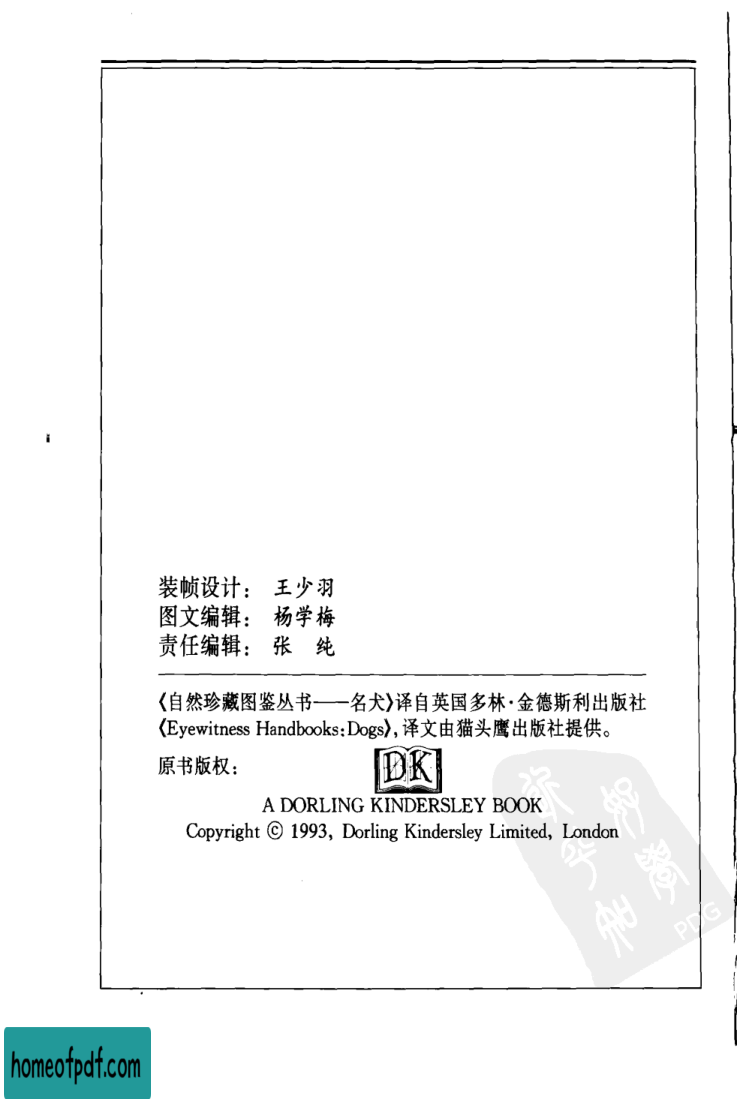 装帧设计： 王少羽
图文编辑： 杨学梅
责任编辑： 张　纯
《自然珍藏图鉴丛书——名犬》译自英国多林·金德斯利出版社
《Eyewitness Handbooks:Dogs》，译文由猫头鹰出版社提供。
原书版权：
DK
A DORLING KINDERSLEY BOOK
Copyright © 1993, Dorling Kindersley Limited, London
PDG
homeofpdf.com